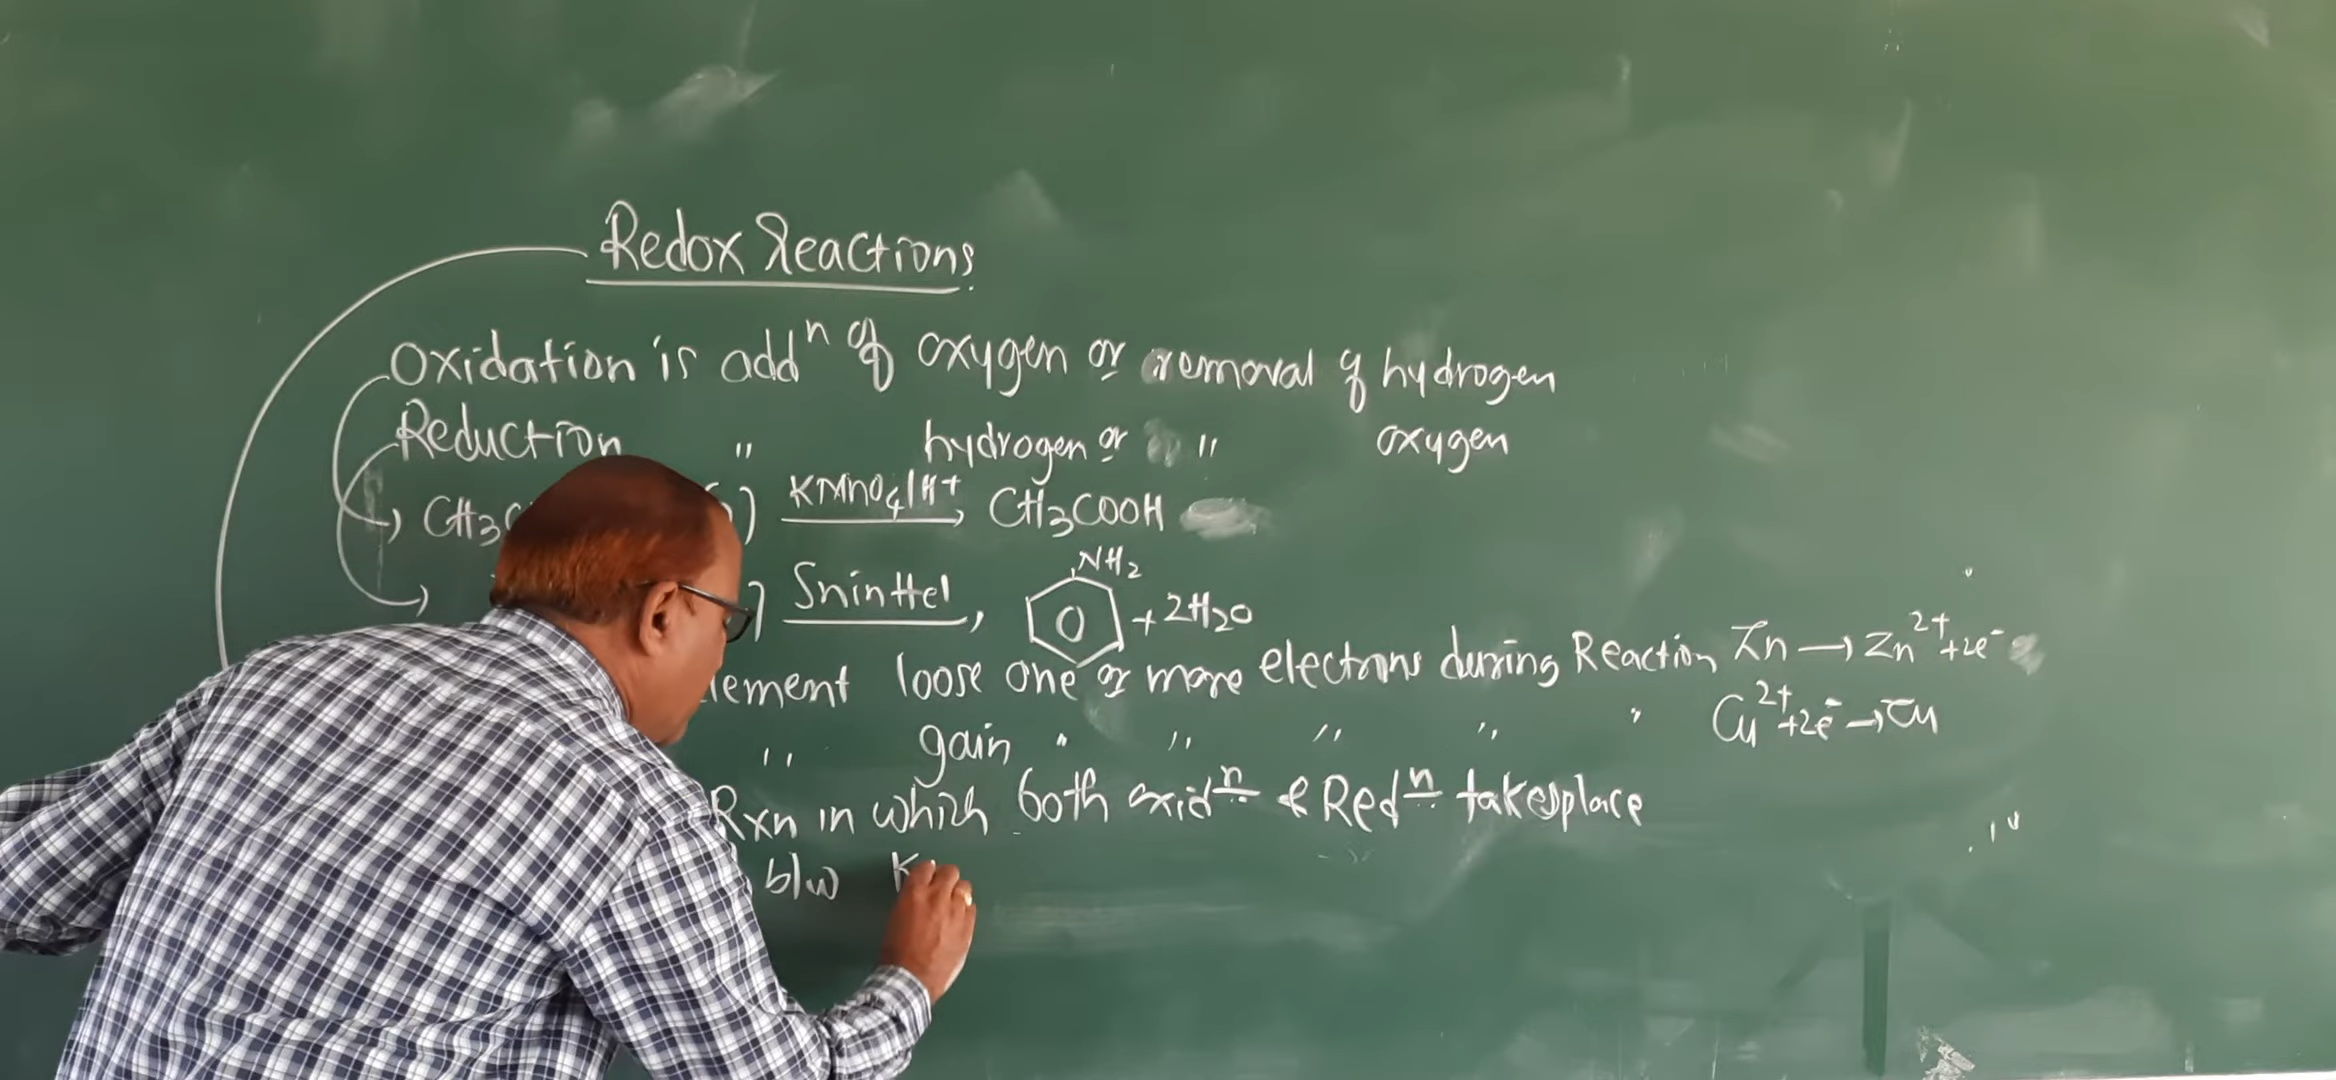 Redox Reactions
Oxidation is addⁿ of oxygen or removal of hydrogen
Reduction " hydrogen or " oxygen
CH₃ KMnO₄/H⁺ → CH₃COOH
Sn in Hcl → NH₂ + 2H₂O
lement loose one or more electrons during Reaction Zn → Zn²⁺ + 2e⁻
" gain " " " " " Cu²⁺ + 2e⁻ → Cu
Rxn in which both oxidⁿ & Redⁿ takesplace
b/w K